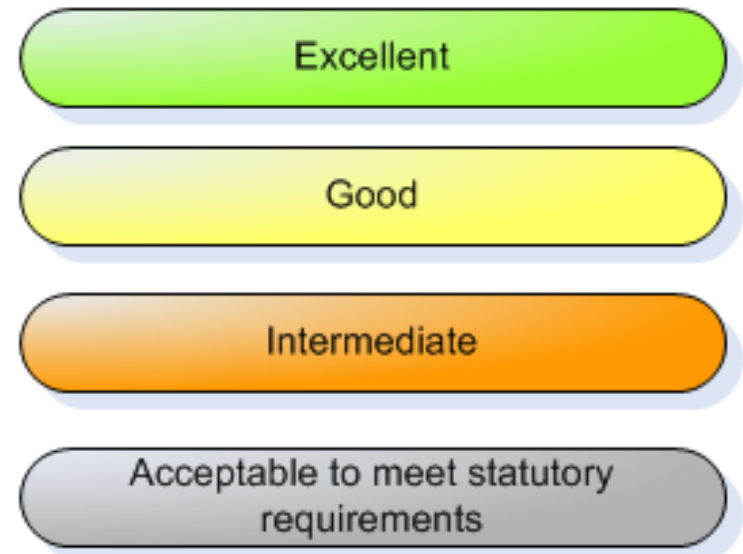 Excellent
Good
Intermediate
Acceptable to meet statutory
requirements